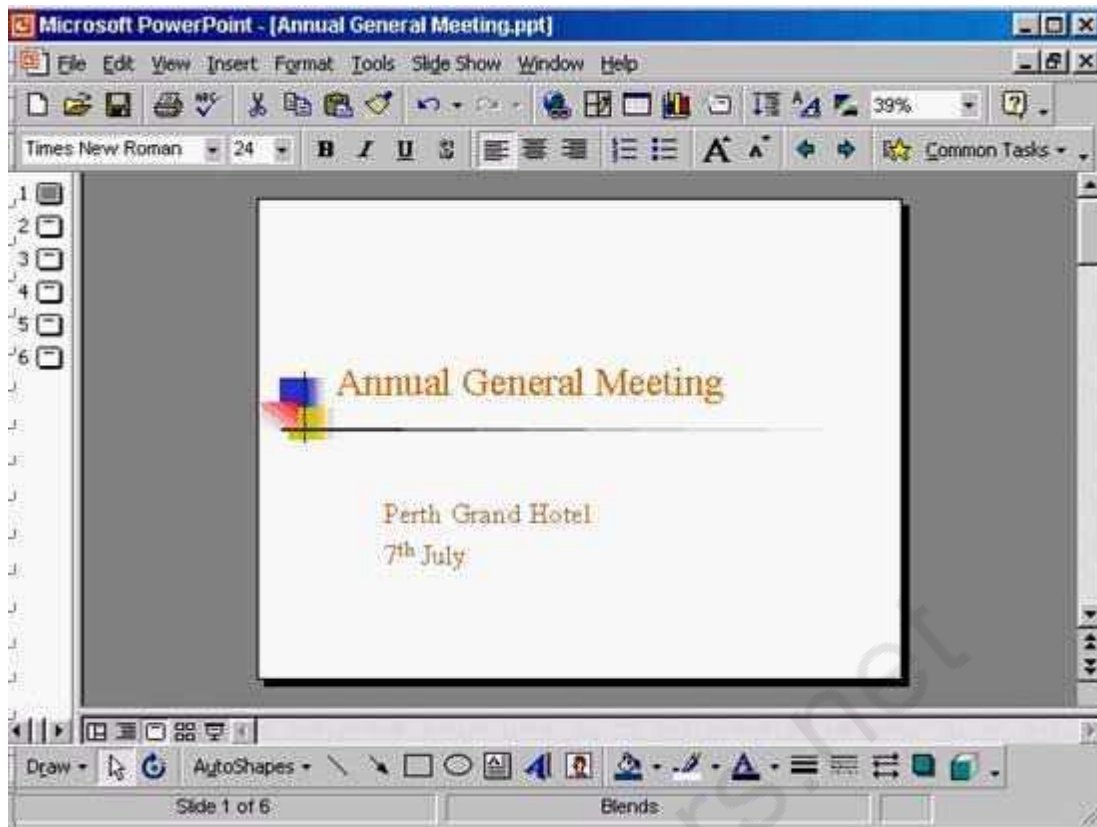 Microsoft PowerPoint - [Annual General Meeting.ppt]
File Edit View Insert Format Tools Slide Show Window Help
39%
Times New Roman 24 B I U S A A Common Tasks
1
2
3
4
5
6
Annual General Meeting
Perth Grand Hotel
7th July
Draw AutoShapes
Slide 1 of 6 Blends
rs.net